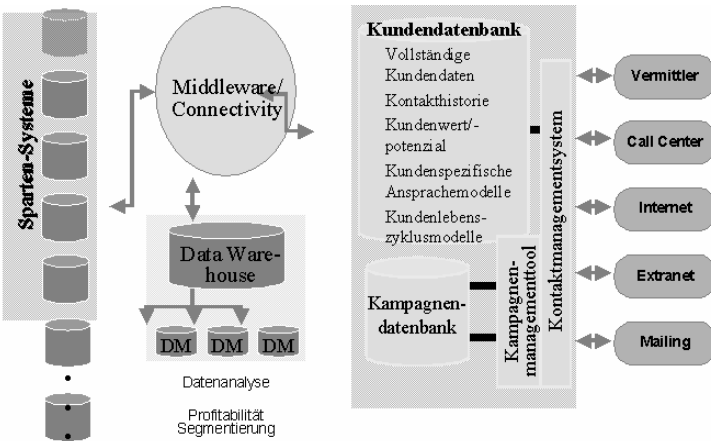 Sparten-Systeme
Middleware/
Connectivity
Data Ware-
house
DM
DM
DM
Datenanalyse
Profitabilität
Segmentierung
Kundendatenbank
Vollständige
Kundendaten
Kontakthistorie
Kundenwert/-
potenzial
Kundenspezifische
Ansprachemodelle
Kundenlebens-
zyklusmodelle
Kampagnen-
datenbank
Kampagnen-
managementtool
Kontaktmanagementsystem
Vermittler
Call Center
Internet
Extranet
Mailing